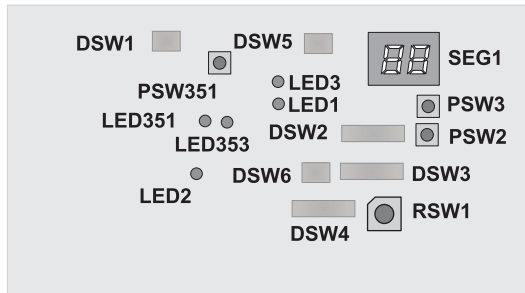 DSW1
DSW5
SEG1
PSW351
LED3
LED1
PSW3
LED351
DSW2
PSW2
LED353
DSW6
DSW3
LED2
RSW1
DSW4